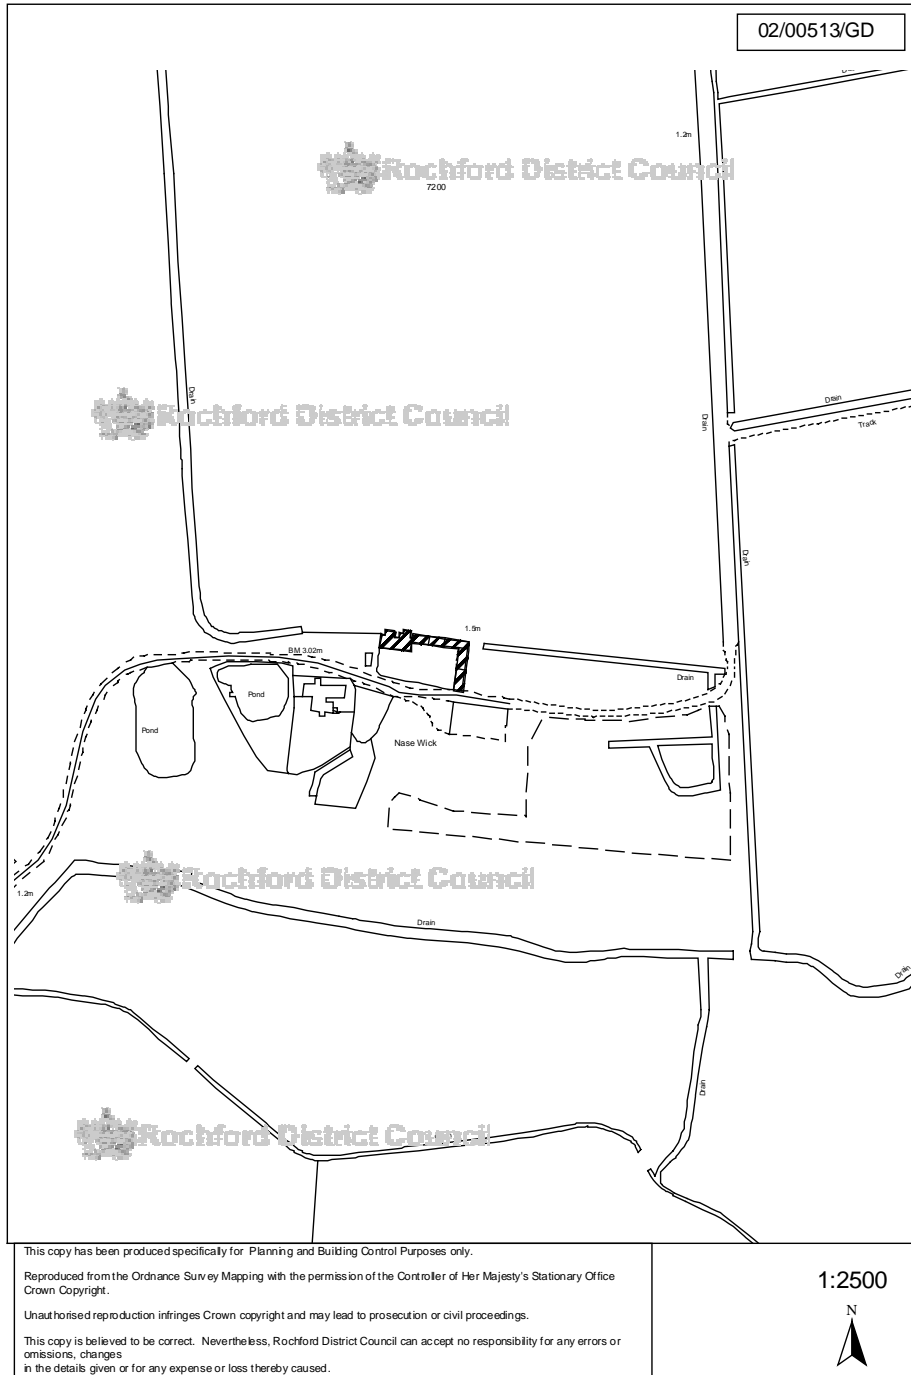 02/00513/GD
1.2m
Rochford District Council
7200
Drain
Rochford District Council
Drain
Drain
Track
Drain
1.5m
BM 3.02m
Drain
Pond
Pond
Nase Wick
Rochford District Council
1.2m
Drain
Drain
Drain
Rochford District Council
This copy has been produced specifically for Planning and Building Control Purposes only.
Reproduced from the Ordnance Survey Mapping with the permission of the Controller of Her Majesty's Stationary Office
Crown Copyright.
Unauthorised reproduction infringes Crown copyright and may lead to prosecution or civil proceedings.
This copy is believed to be correct. Nevertheless, Rochford District Council can accept no responsibility for any errors or
omissions, changes
in the details given or for any expense or loss thereby caused.
1:2500
N